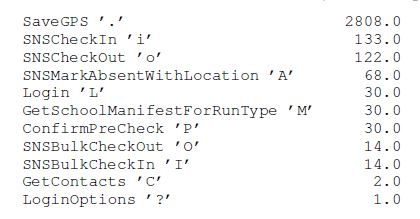 SaveGPS ’.’ 2808.0
SNSCheckIn ’i’ 133.0
SNSCheckOut ’o’ 122.0
SNSMarkAbsentWithLocation ’A’ 68.0
Login ’L’ 30.0
GetSchoolManifestForRunType ’M’ 30.0
ConfirmPreCheck ’P’ 30.0
SNSBulkCheckOut ’O’ 14.0
SNSBulkCheckIn ’I’ 14.0
GetContacts ’C’ 2.0
LoginOptions ’?’ 1.0